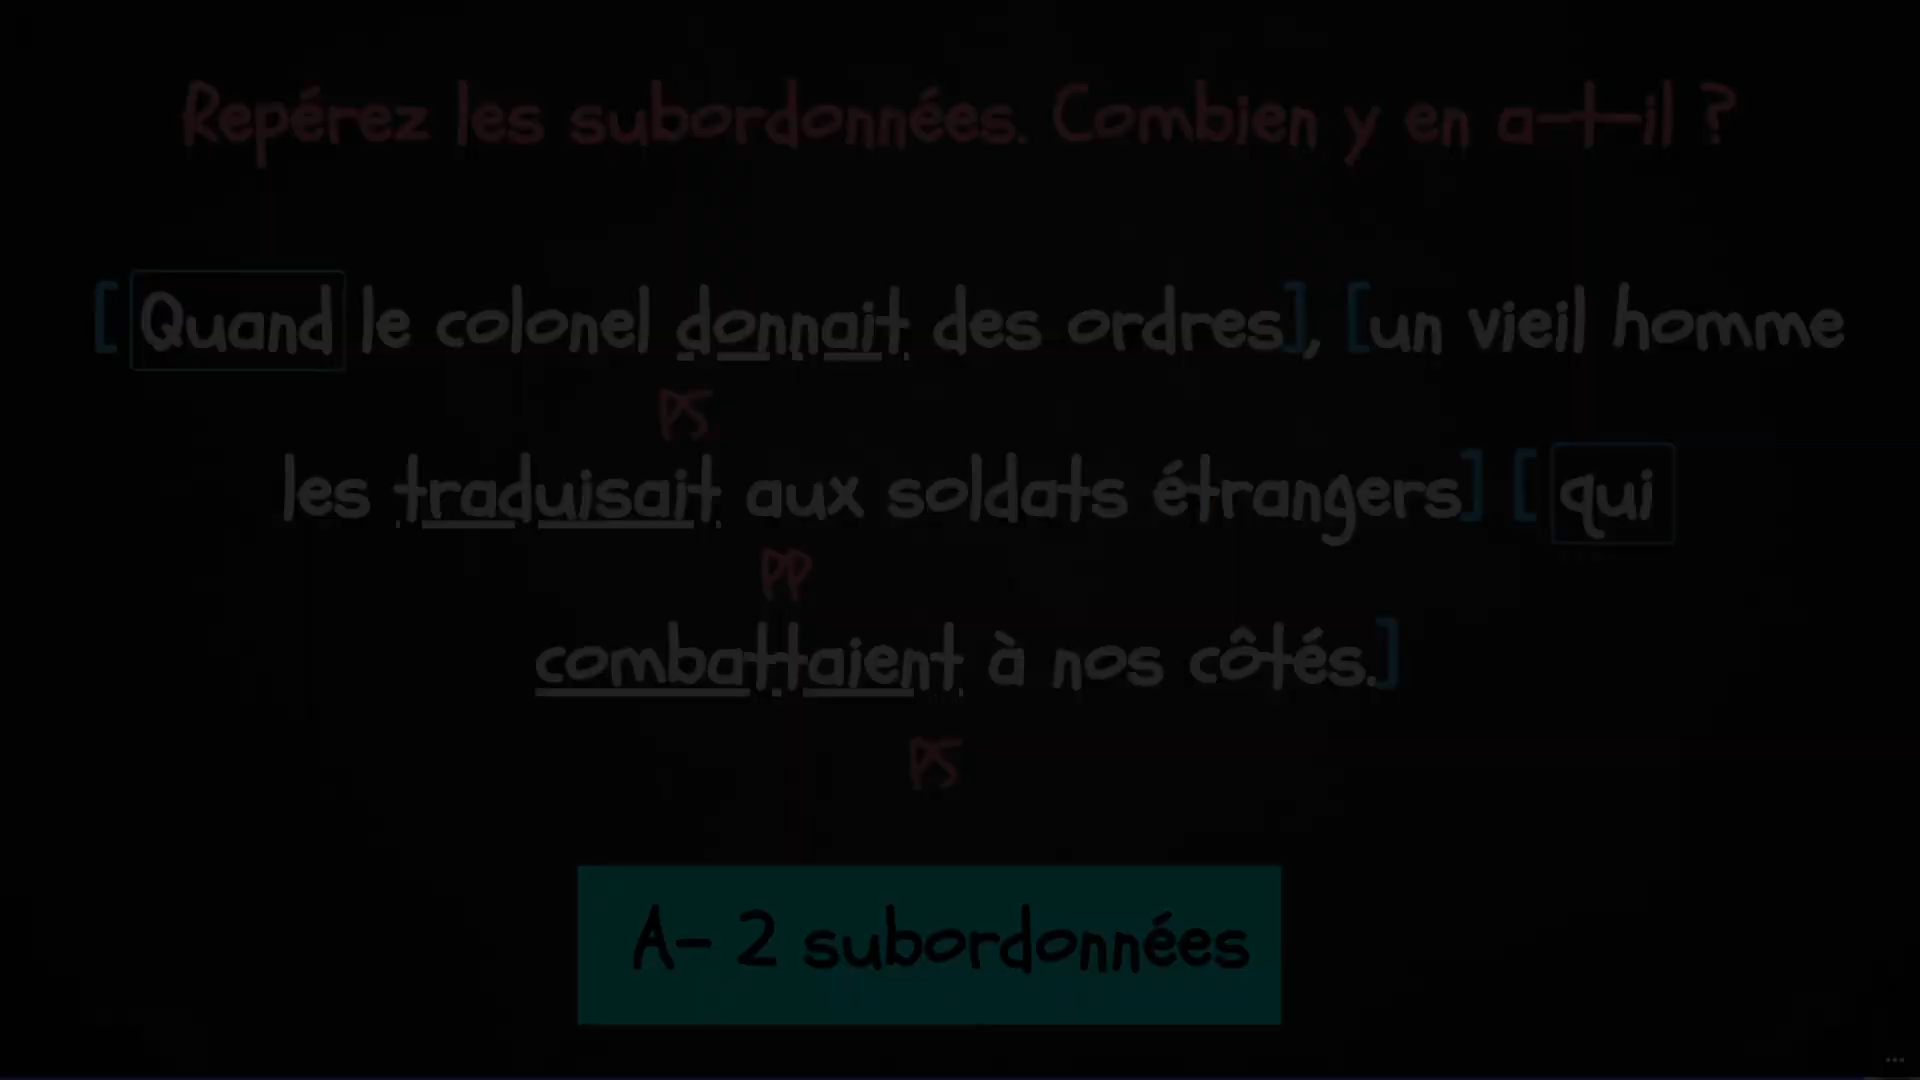 Repérez les subordonnées. Combien y en a-t-il ?
[ Quand le colonel donnait des ordres], [un vieil homme
PS
les traduisait aux soldats étrangers] [ qui
PP
combattaient à nos côtés.]
PS
A- 2 subordonnées